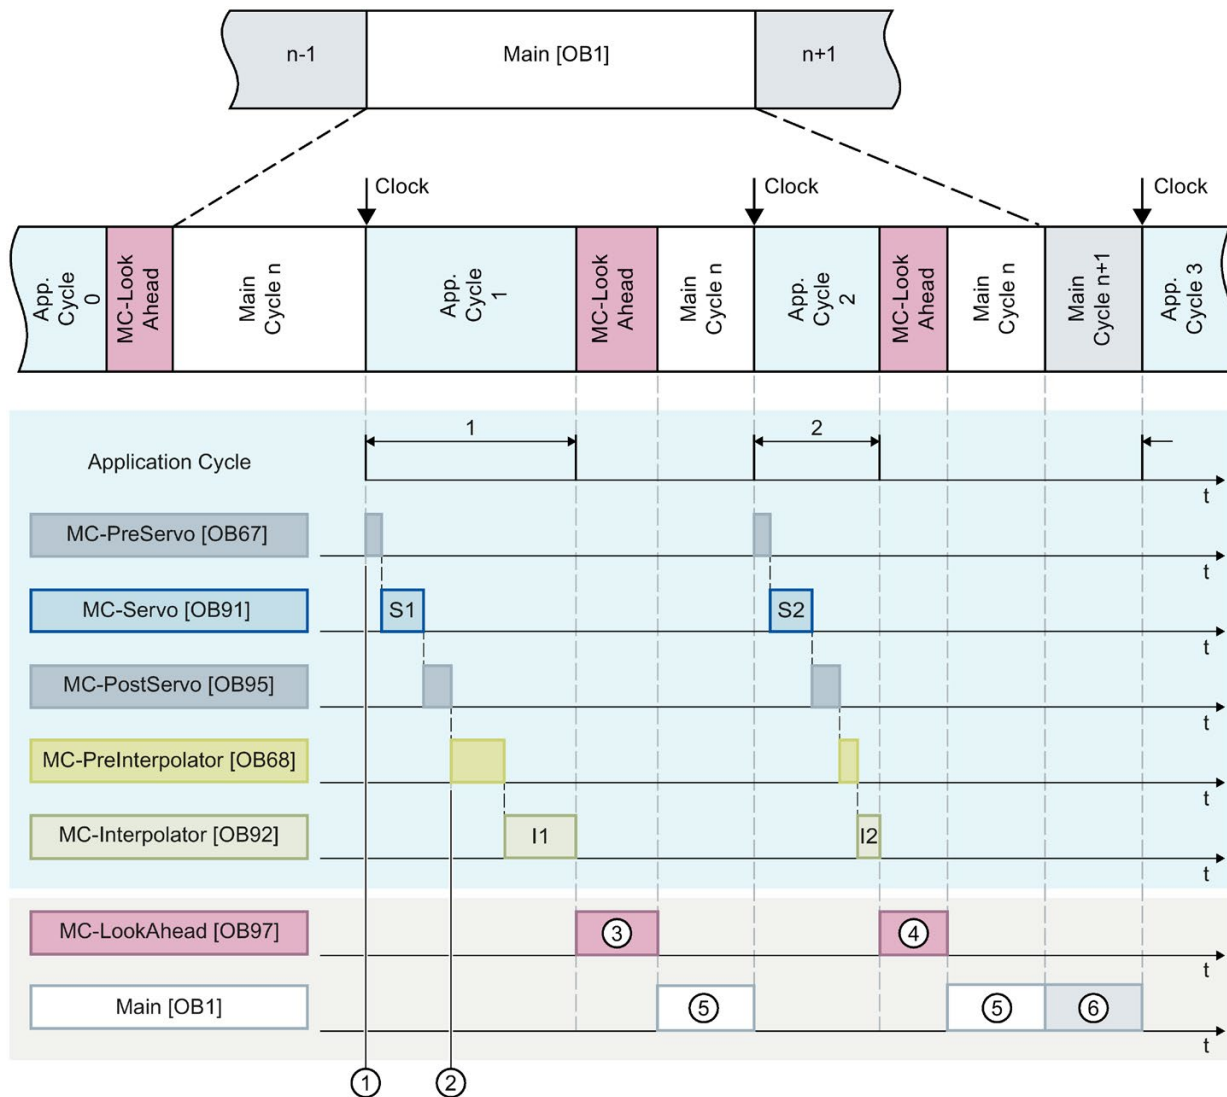 n-1
Main [OB1]
n+1
Clock
Clock
Clock
App.
Cycle
0
MC-Look
Ahead
Main
Cycle n
App.
Cycle
1
MC-Look
Ahead
Main
Cycle n
App.
Cycle
2
MC-Look
Ahead
Main
Cycle n
Main
Cycle n+1
App.
Cycle 3
1
2
Application Cycle
t
MC-PreServo [OB67]
t
MC-Servo [OB91]
S1
S2
t
MC-PostServo [OB95]
t
MC-PreInterpolator [OB68]
t
MC-Interpolator [OB92]
I1
I2
t
MC-LookAhead [OB97]
③
④
t
Main [OB1]
⑤
⑤
⑥
t
①
②